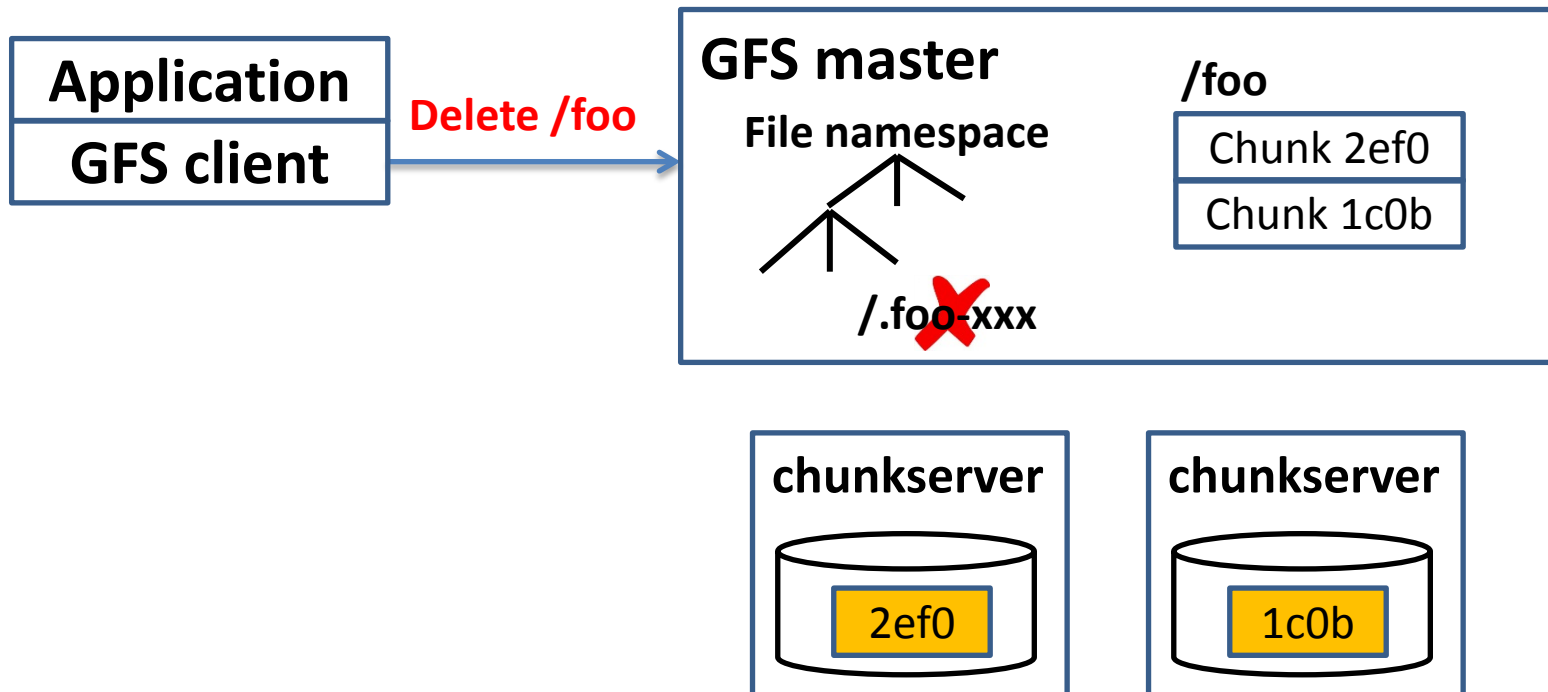 Application
GFS client
Delete /foo
GFS master
File namespace
/.foo-xxx
/foo
Chunk 2ef0
Chunk 1c0b
chunkserver
2ef0
chunkserver
1c0b